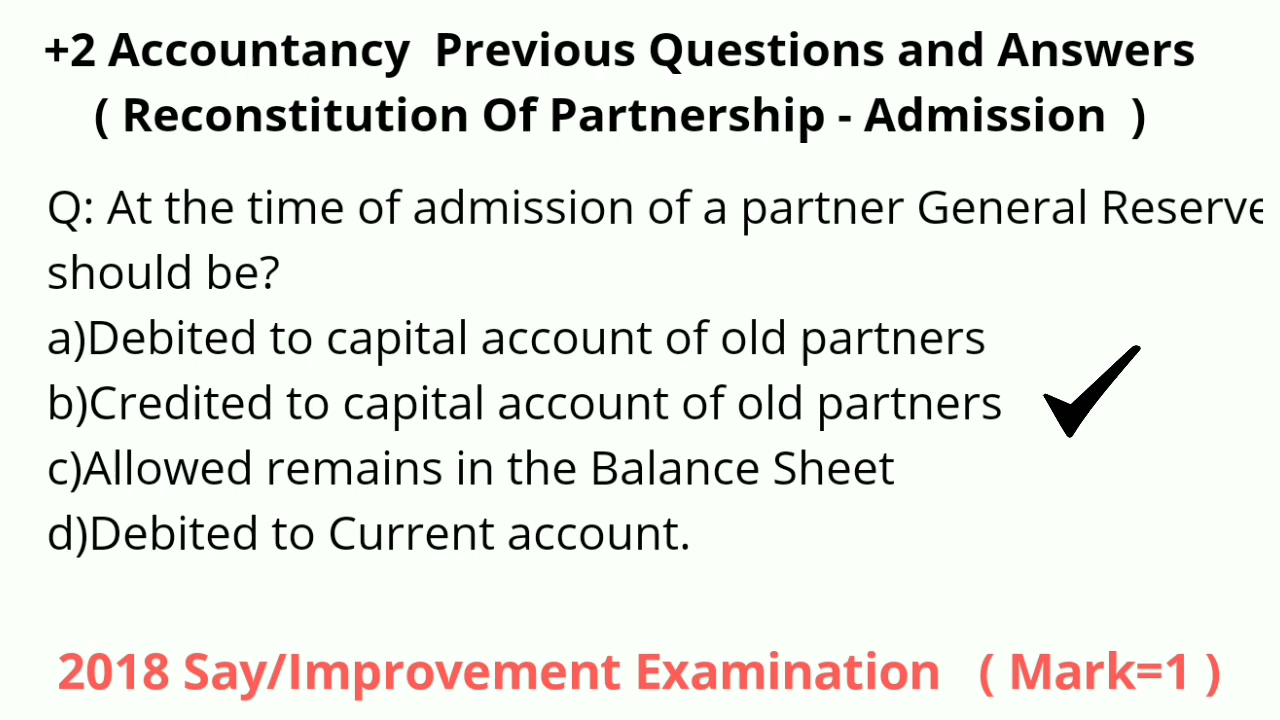 +2 Accountancy Previous Questions and Answers
( Reconstitution Of Partnership - Admission )
Q: At the time of admission of a partner General Reserve
should be?
a)Debited to capital account of old partners
b)Credited to capital account of old partners
c)Allowed remains in the Balance Sheet
d)Debited to Current account.
2018 Say/Improvement Examination ( Mark=1 )